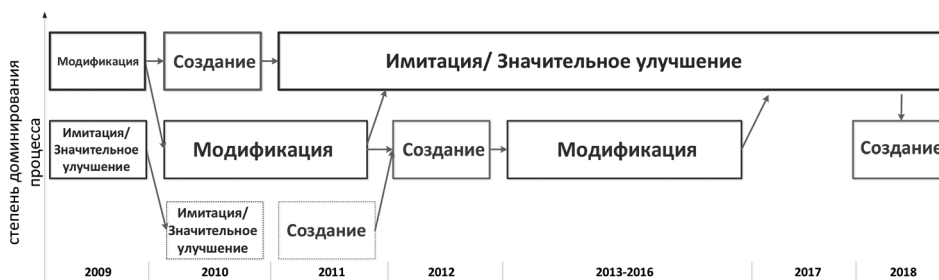 степень доминирования
процесса
Модификация
Создание
Имитация/ Значительное улучшение
Имитация/
Значительное
улучшение
Модификация
Создание
Модификация
Создание
Имитация/
Значительное
улучшение
Создание
2009
2010
2011
2012
2013-2016
2017
2018